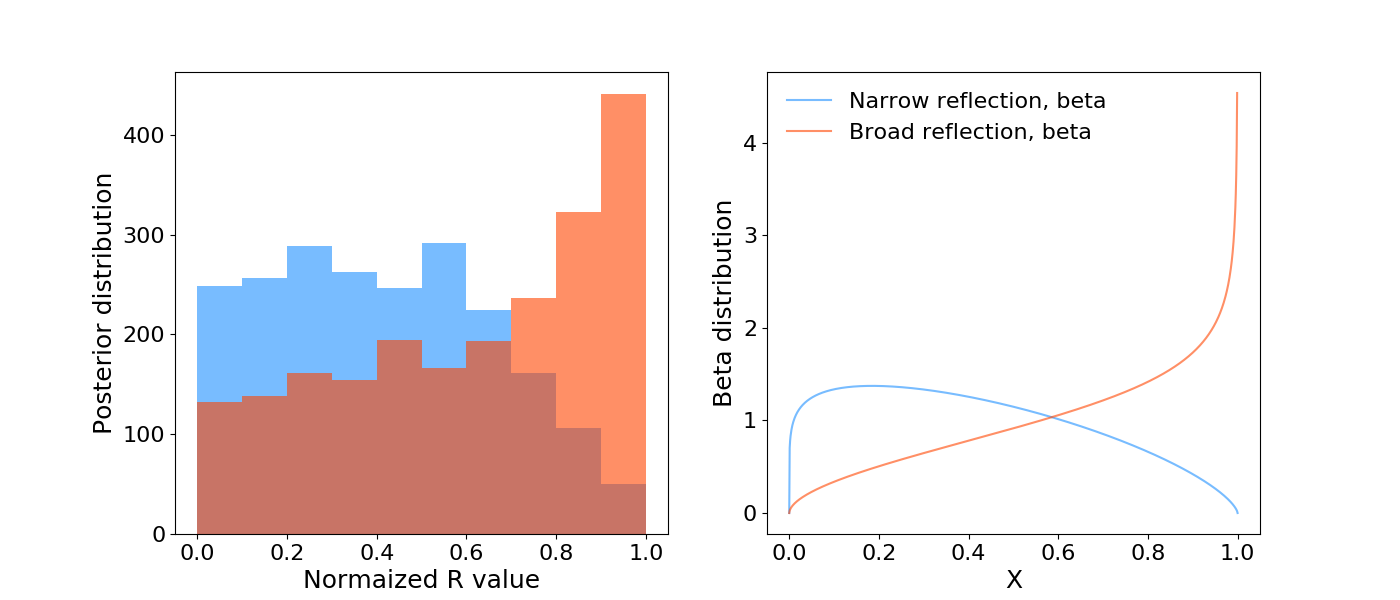 Posterior distribution
400
300
200
100
0
0.0 0.2 0.4 0.6 0.8 1.0
Normaized R value
Narrow reflection, beta
Broad reflection, beta
Beta distribution
4
3
2
1
0
0.0 0.2 0.4 0.6 0.8 1.0
X